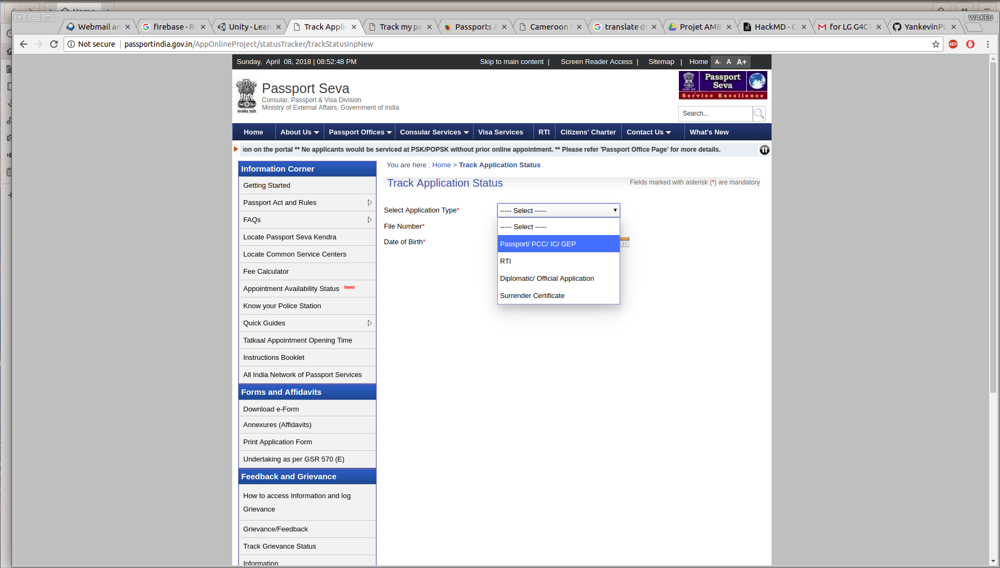 Home
WAKEU
Webmail an
firebase - Re
Unity - Lear
Track Applic
Track my pa
Passports A
Cameroon
translate d
Projet AMB
HackMD - C
for LG G4C
YankevinPl
Not secure
passportindia.gov.in/AppOnlineProject/statusTracker/trackStatusInpNew
ABP
Sunday, April 08, 2018 | 08:52:48 PM
Skip to main content | Screen Reader Access | Sitemap | Home A- A A+
Passport Seva
Consular, Passport & Visa Division
Ministry of External Affairs, Government of India
सत्यमेव जयते
Passport
Seva
Service Excellence
Search...
Home
About Us
Passport Offices
Consular Services
Visa Services
RTI
Citizens' Charter
Contact Us
What's New
ion on the portal ** No applicants would be serviced at PSK/POPSK without prior online appointment. ** Please refer 'Passport Office Page' for more details.
Information Corner
Getting Started
Passport Act and Rules
FAQs
Locate Passport Seva Kendra
Locate Common Service Centers
Fee Calculator
Appointment Availability Status New!
Know your Police Station
Quick Guides
Tatkaal Appointment Opening Time
Instructions Booklet
All India Network of Passport Services
Forms and Affidavits
Download e-Form
Annexures (Affidavits)
Print Application Form
Undertaking as per GSR 570 (E)
Feedback and Grievance
How to access Information and log
Grievance
Grievance/Feedback
Track Grievance Status
Information
You are here : Home > Track Application Status
Track Application Status
Fields marked with asterisk (*) are mandatory
Select Application Type*
----- Select -----
File Number*
Date of Birth*
17
----- Select -----
Passport/ PCC/ IC/ GEP
RTI
Diplomatic/ Official Application
Surrender Certificate